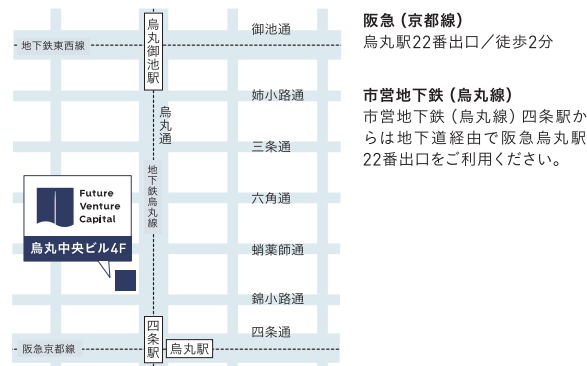 御池通
地下鉄東西線
烏丸御池駅
姉小路通
烏丸通
三条通
地下鉄烏丸線
六角通
Future
Venture
Capital
烏丸中央ビル4F
蛸薬師通
錦小路通
四条通
四条駅
烏丸駅
阪急京都線
阪急（京都線）
烏丸駅22番出口／徒歩2分
市営地下鉄（烏丸線）
市営地下鉄（烏丸線）四条駅か
らは地下道経由で阪急烏丸駅
22番出口をご利用ください。